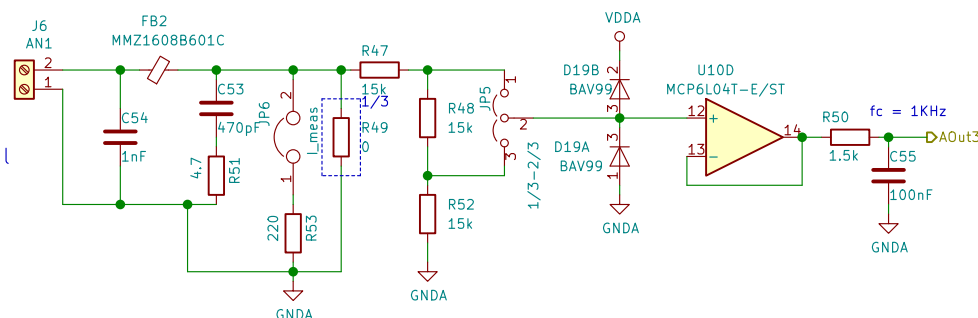 J6
AN1
2
1
FB2
MMZ1608B601C
C54
1nF
C53
470pF
4.7
R51
JP6
2
1
I_meas
220
R53
GNDA
1/3
R49
0
R47
15k
R48
15k
R52
15k
GNDA
JP5
1
2
3
1/3-2/3
VDDA
D19B
BAV99
2
3
D19A
BAV99
3
1
GNDA
U10D
MCP6L04T-E/ST
12
+
13
−
14
R50
1.5k
fc = 1KHz
AOut3
C55
100nF
GNDA
l